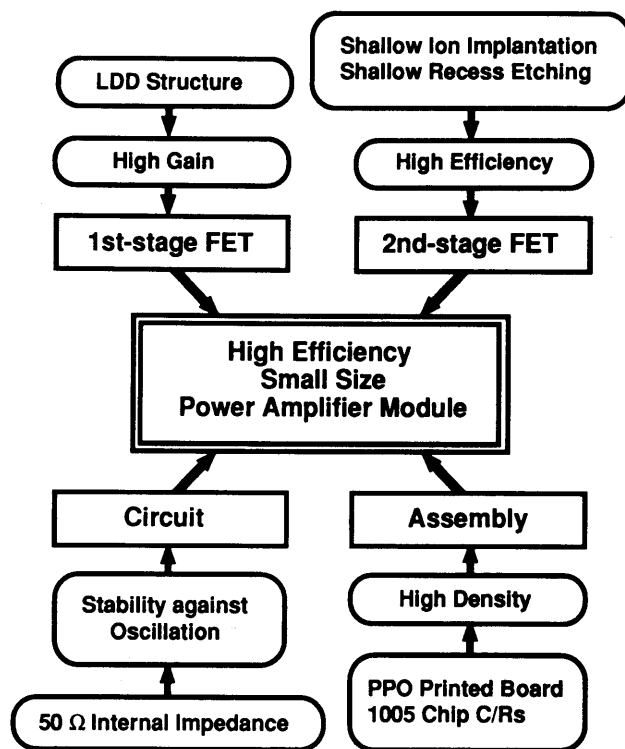 LDD Structure
High Gain
1st-stage FET
Shallow Ion Implantation
Shallow Recess Etching
High Efficiency
2nd-stage FET
High Efficiency
Small Size
Power Amplifier Module
Circuit
Stability against
Oscillation
50 Ω Internal Impedance
Assembly
High Density
PPO Printed Board
1005 Chip C/Rs